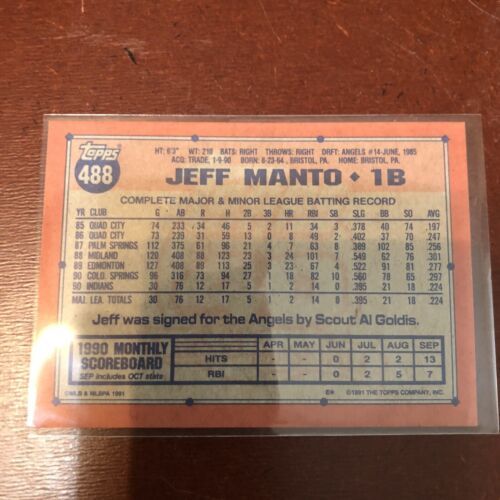 Topps
488
HT: 6'3" WT: 210 BATS: RIGHT THROWS: RIGHT DRFT: ANGELS #14-JUNE, 1985
ACQ: TRADE, 1-9-90 BORN: 8-23-64, BRISTOL, PA. HOME: BRISTOL, PA.
JEFF MANTO • 1B
COMPLETE MAJOR & MINOR LEAGUE BATTING RECORD
YR CLUB G AB R H 2B 3B HR RBI SB SLG BB SO AVG
85 QUAD CITY 74 233 34 46 5 2 11 34 3 .378 40 74 .197
86 QUAD CITY 73 239 31 59 13 0 8 49 2 .402 37 70 .247
87 PALM SPRINGS 112 375 61 96 21 4 7 63 8 .389 102 85 .256
88 MIDLAND 120 408 88 123 23 3 24 101 7 .549 62 76 .301
89 EDMONTON 127 408 89 113 25 3 23 67 4 .522 91 81 .277
90 COLO. SPRINGS 96 316 73 94 27 1 18 82 10 .560 78 65 .297
90 INDIANS 30 76 12 17 5 1 2 14 0 .395 21 18 .224
MAJ. LEA. TOTALS 30 76 12 17 5 1 2 14 0 .395 21 18 .224
Jeff was signed for the Angels by Scout Al Goldis.
1990 MONTHLY SCOREBOARD
SEP includes OCT stats
APR MAY JUN JUL AUG SEP
HITS - - 0 2 2 13
RBI - - 0 2 5 7
©MLB & MLBPA 1991 E* ©1991 THE TOPPS COMPANY, INC.